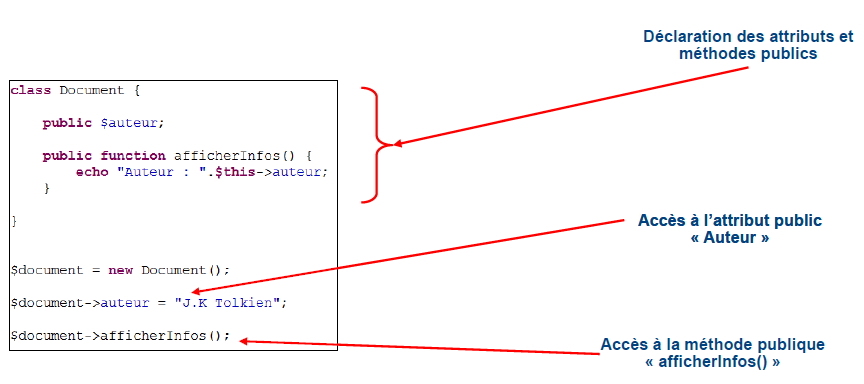 Déclaration des attributs et
méthodes publics
class Document {
public $auteur;
public function afficherInfos() {
echo "Auteur : ".$this->auteur;
}
}
$document = new Document();
$document->auteur = "J.K Tolkien";
$document->afficherInfos();
Accès à l'attribut public
« Auteur »
Accès à la méthode publique
« afficherInfos() »